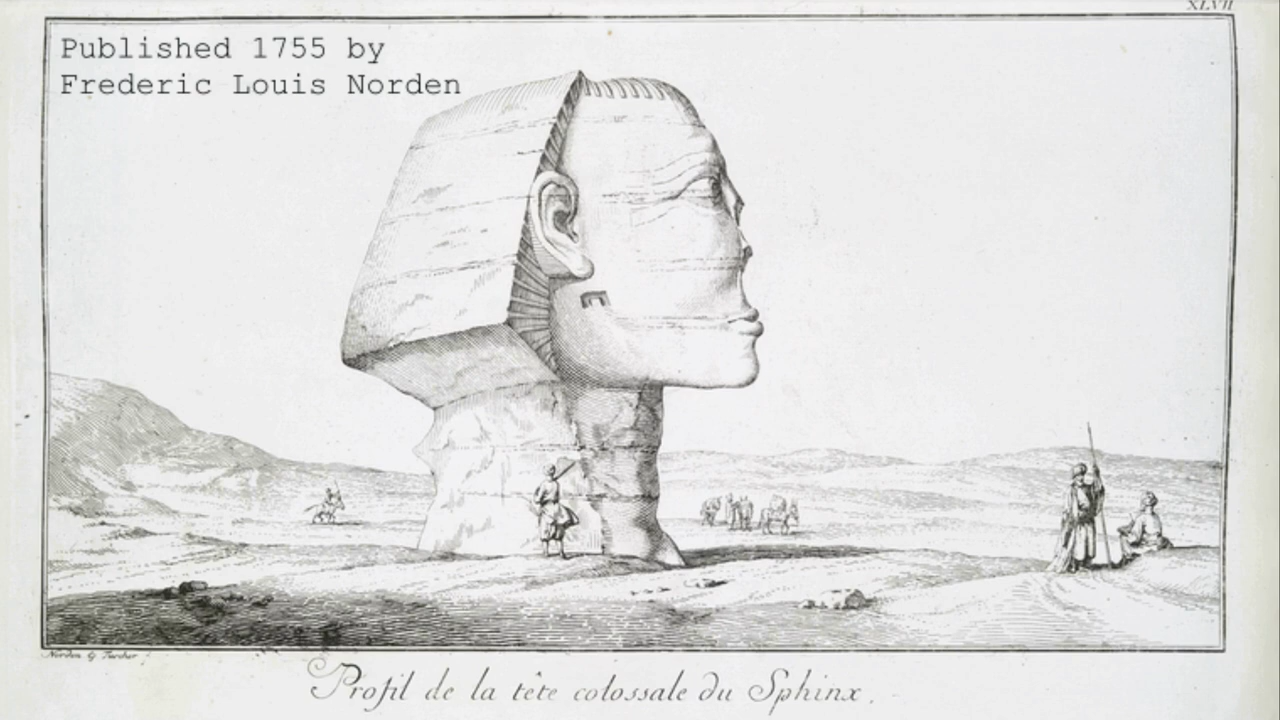 XLVII
Published 1755 by
Frederic Louis Norden
Profil de la tête colossale du Sphinx.